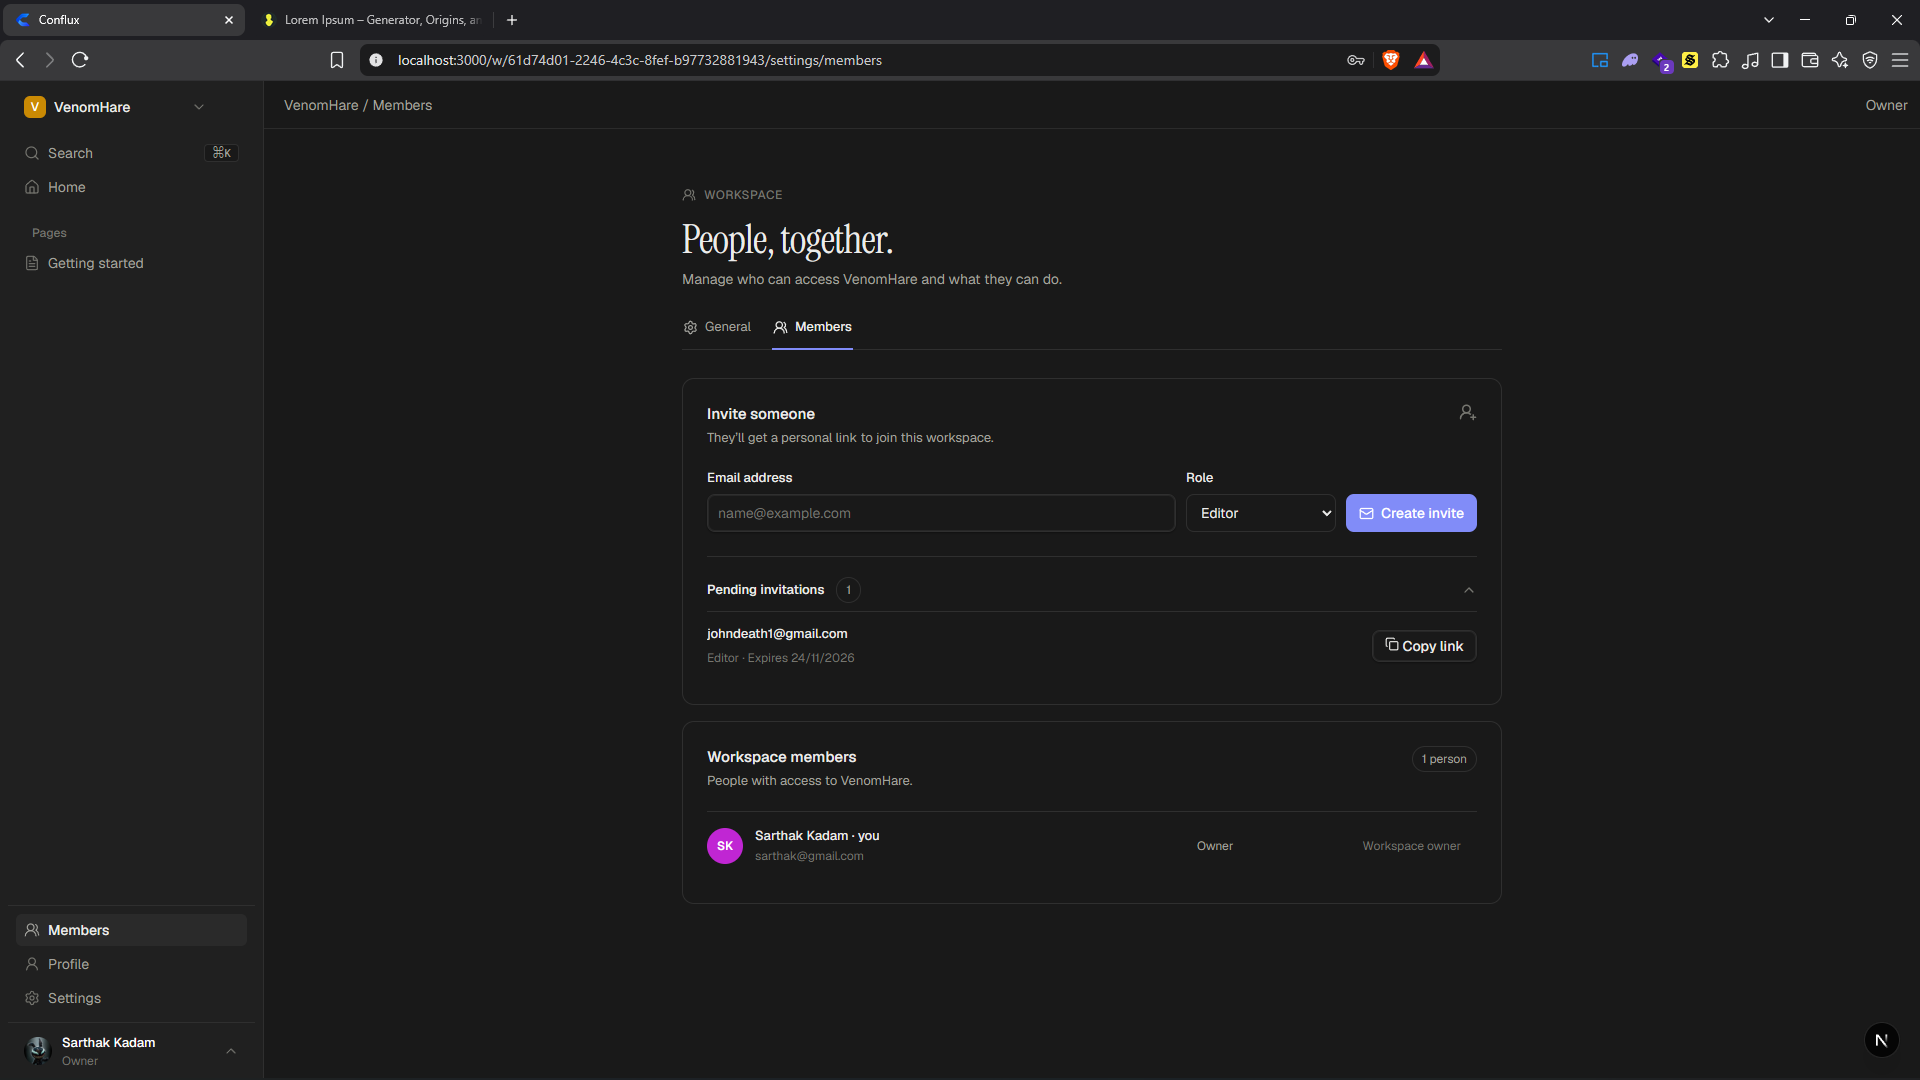 Conflux
Lorem Ipsum – Generator, Origins, an
localhost:3000/w/61d74d01-2246-4c3c-8fef-b97732881943/settings/members
2
V VenomHare
VenomHare / Members
Owner
Search
⌘K
Home
Pages
Getting started
WORKSPACE
People, together.
Manage who can access VenomHare and what they can do.
General
Members
Invite someone
They'll get a personal link to join this workspace.
Email address
Role
name@example.com
Editor
Create invite
Pending invitations 1
johndeath1@gmail.com
Editor · Expires 24/11/2026
Copy link
Workspace members
1 person
People with access to VenomHare.
SK
Sarthak Kadam · you
sarthak@gmail.com
Owner
Workspace owner
Members
Profile
Settings
Sarthak Kadam
Owner
N